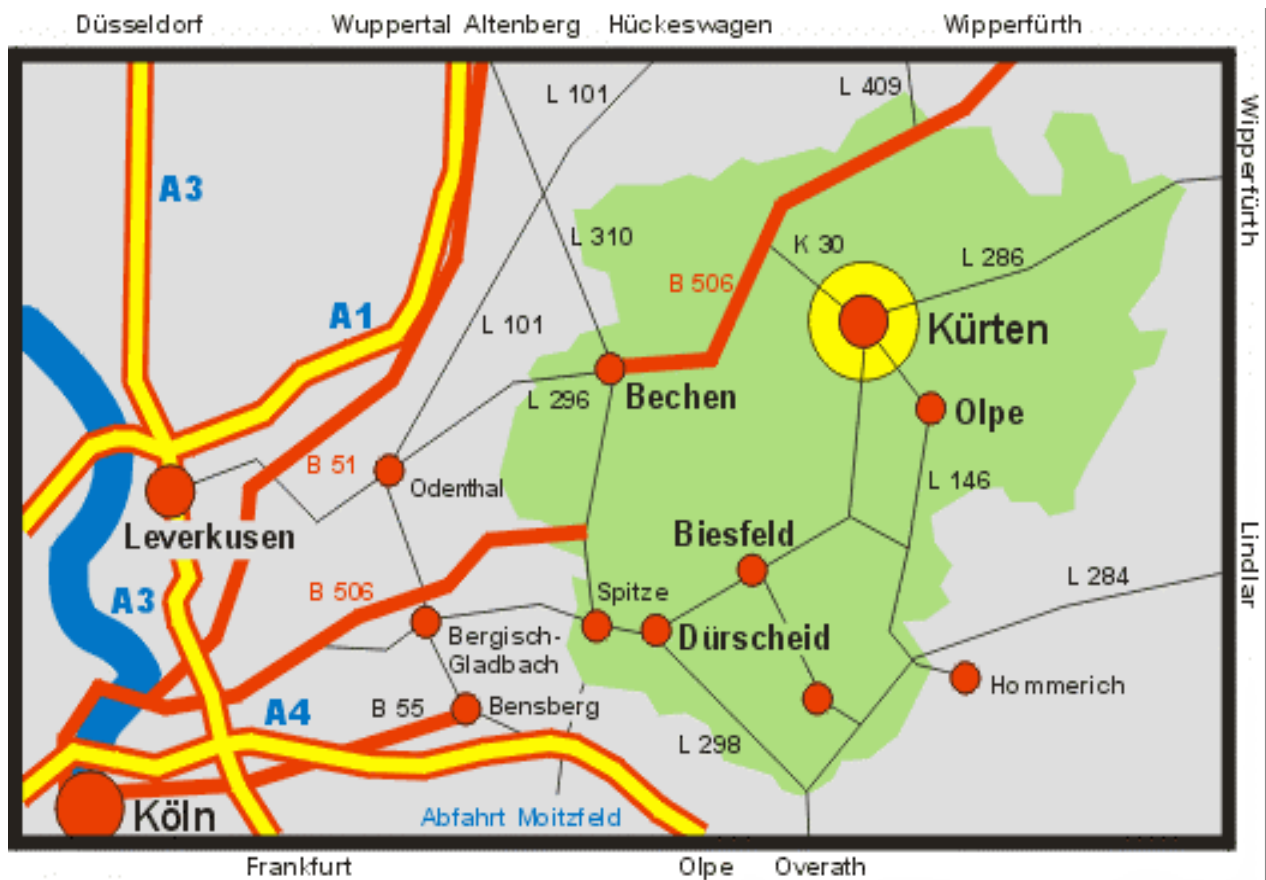 Düsseldorf
Wuppertal
Altenberg
Hückeswagen
Wipperfürth
L 101
L 409
Wipperfürth
A3
L 310
K 30
L 286
B 506
A1
L 101
Kürten
L 296
Bechen
Olpe
B 51
Odenthal
L 146
Leverkusen
Biesfeld
Lindlar
L 284
A3
B 506
Spitze
Bergisch-
Gladbach
Dürscheid
Hommerich
A4
B 55
Bensberg
L 298
Köln
Abfahrt Moitzfeld
Frankfurt
Olpe
Overath